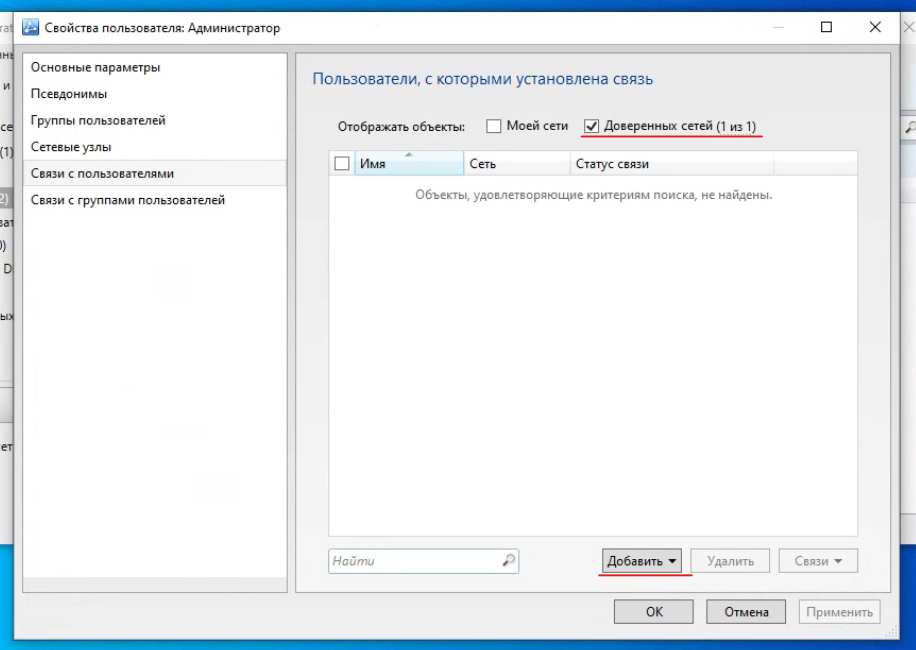 Свойства пользователя: Администратор
Основные параметры
Псевдонимы
Группы пользователей
Сетевые узлы
Связи с пользователями
Связи с группами пользователей
Пользователи, с которыми установлена связь
Отображать объекты: Моей сети Доверенных сетей (1 из 1)
Имя Сеть Статус связи
Объекты, удовлетворяющие критериям поиска, не найдены.
Найти Добавить Удалить Связи
OK Отмена Применить